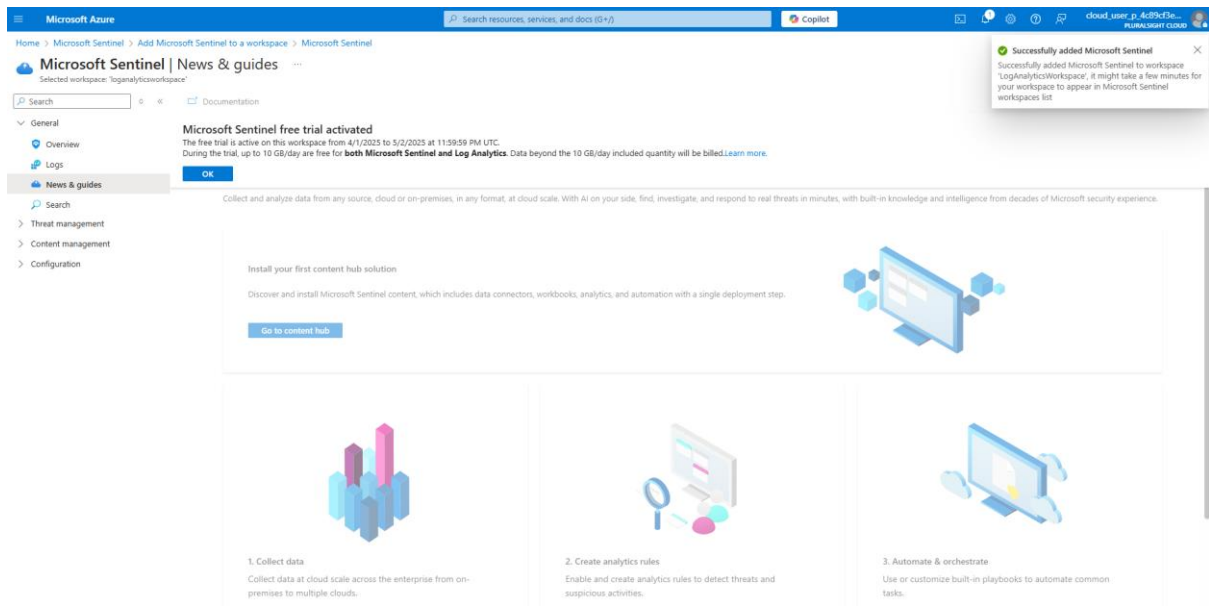 Microsoft Azure
Search resources, services, and docs (G+/)
Copilot
1
cloud_user_p_4c89cf3e...
PLURALSIGHT CLOUD
Home > Microsoft Sentinel > Add Microsoft Sentinel to a workspace > Microsoft Sentinel
Microsoft Sentinel | News & guides ...
Selected workspace: 'loganalyticsworkspace'
Successfully added Microsoft Sentinel
Successfully added Microsoft Sentinel to workspace
'LogAnalyticsWorkspace', it might take a few minutes for
your workspace to appear in Microsoft Sentinel
workspaces list
Search
Documentation
General
Overview
Logs
News & guides
Search
Threat management
Content management
Configuration
Microsoft Sentinel free trial activated
The free trial is active on this workspace from 4/1/2025 to 5/2/2025 at 11:59:59 PM UTC.
During the trial, up to 10 GB/day are free for both Microsoft Sentinel and Log Analytics. Data beyond the 10 GB/day included quantity will be billed.Learn more.
OK
Collect and analyze data from any source, cloud or on-premises, in any format, at cloud scale. With AI on your side, find, investigate, and respond to real threats in minutes, with built-in knowledge and intelligence from decades of Microsoft security experience.
Install your first content hub solution
Discover and install Microsoft Sentinel content, which includes data connectors, workbooks, analytics, and automation with a single deployment step.
Go to content hub
1. Collect data
Collect data at cloud scale across the enterprise from on-
premises to multiple clouds.
2. Create analytics rules
Enable and create analytics rules to detect threats and
suspicious activities.
3. Automate & orchestrate
Use or customize built-in playbooks to automate common
tasks.